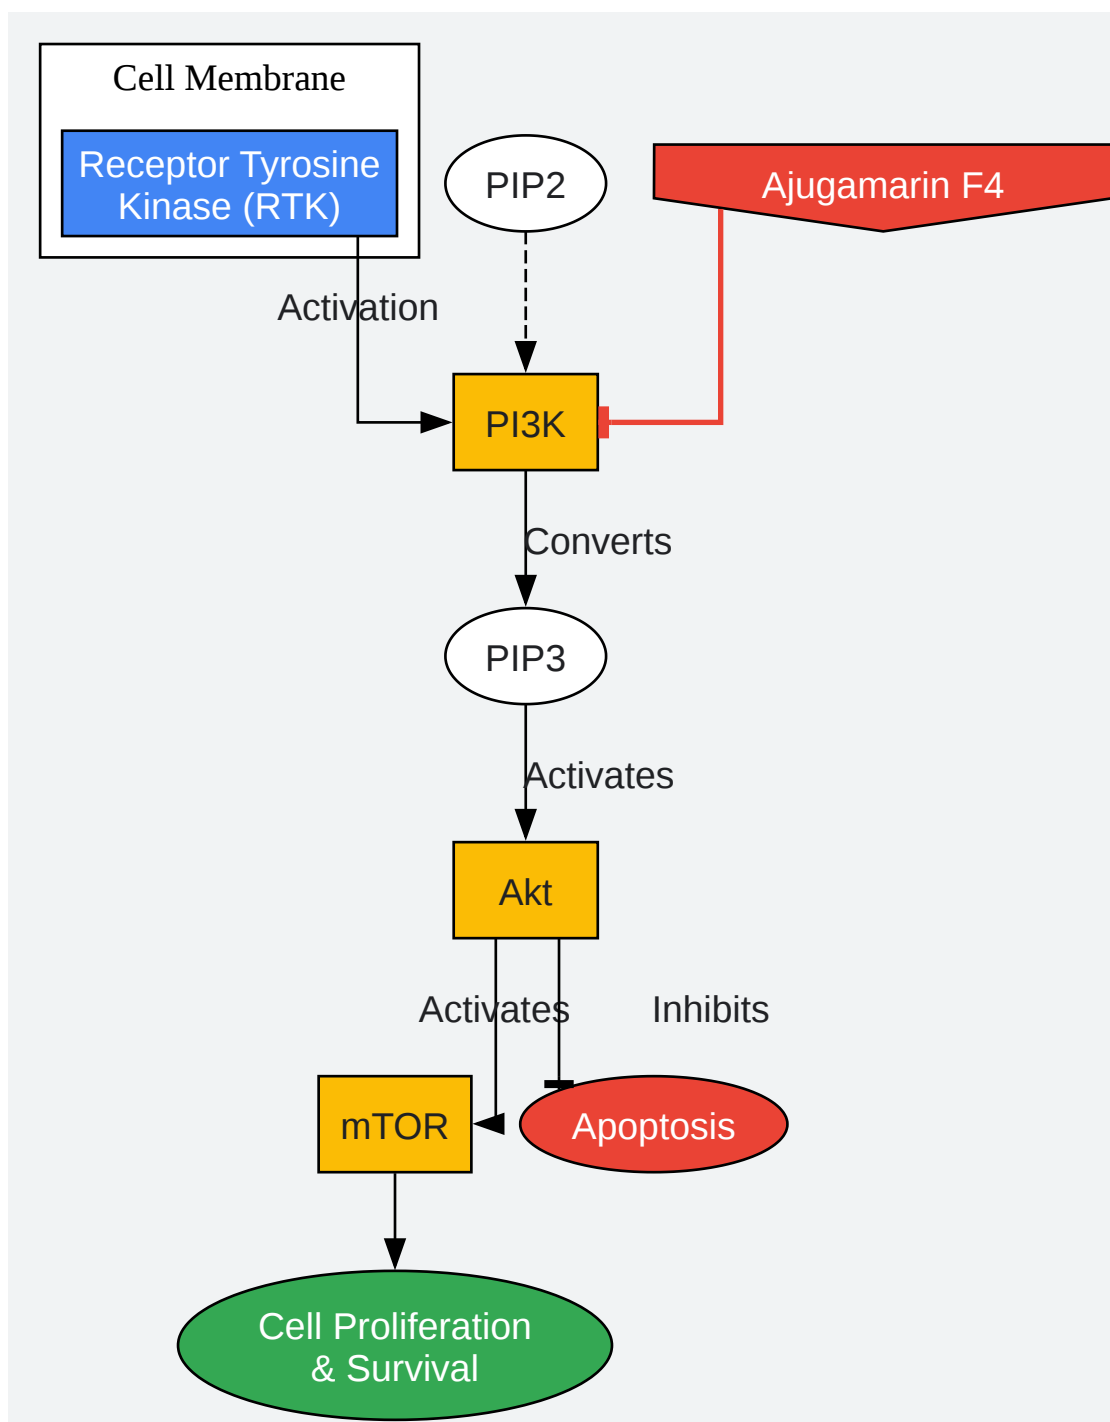 Cell Membrane
Receptor Tyrosine
Kinase (RTK)
PIP2
Ajugamarin F4
Activation
PI3K
Converts
PIP3
Activates
Akt
Activates
Inhibits
mTOR
Apoptosis
Cell Proliferation
& Survival